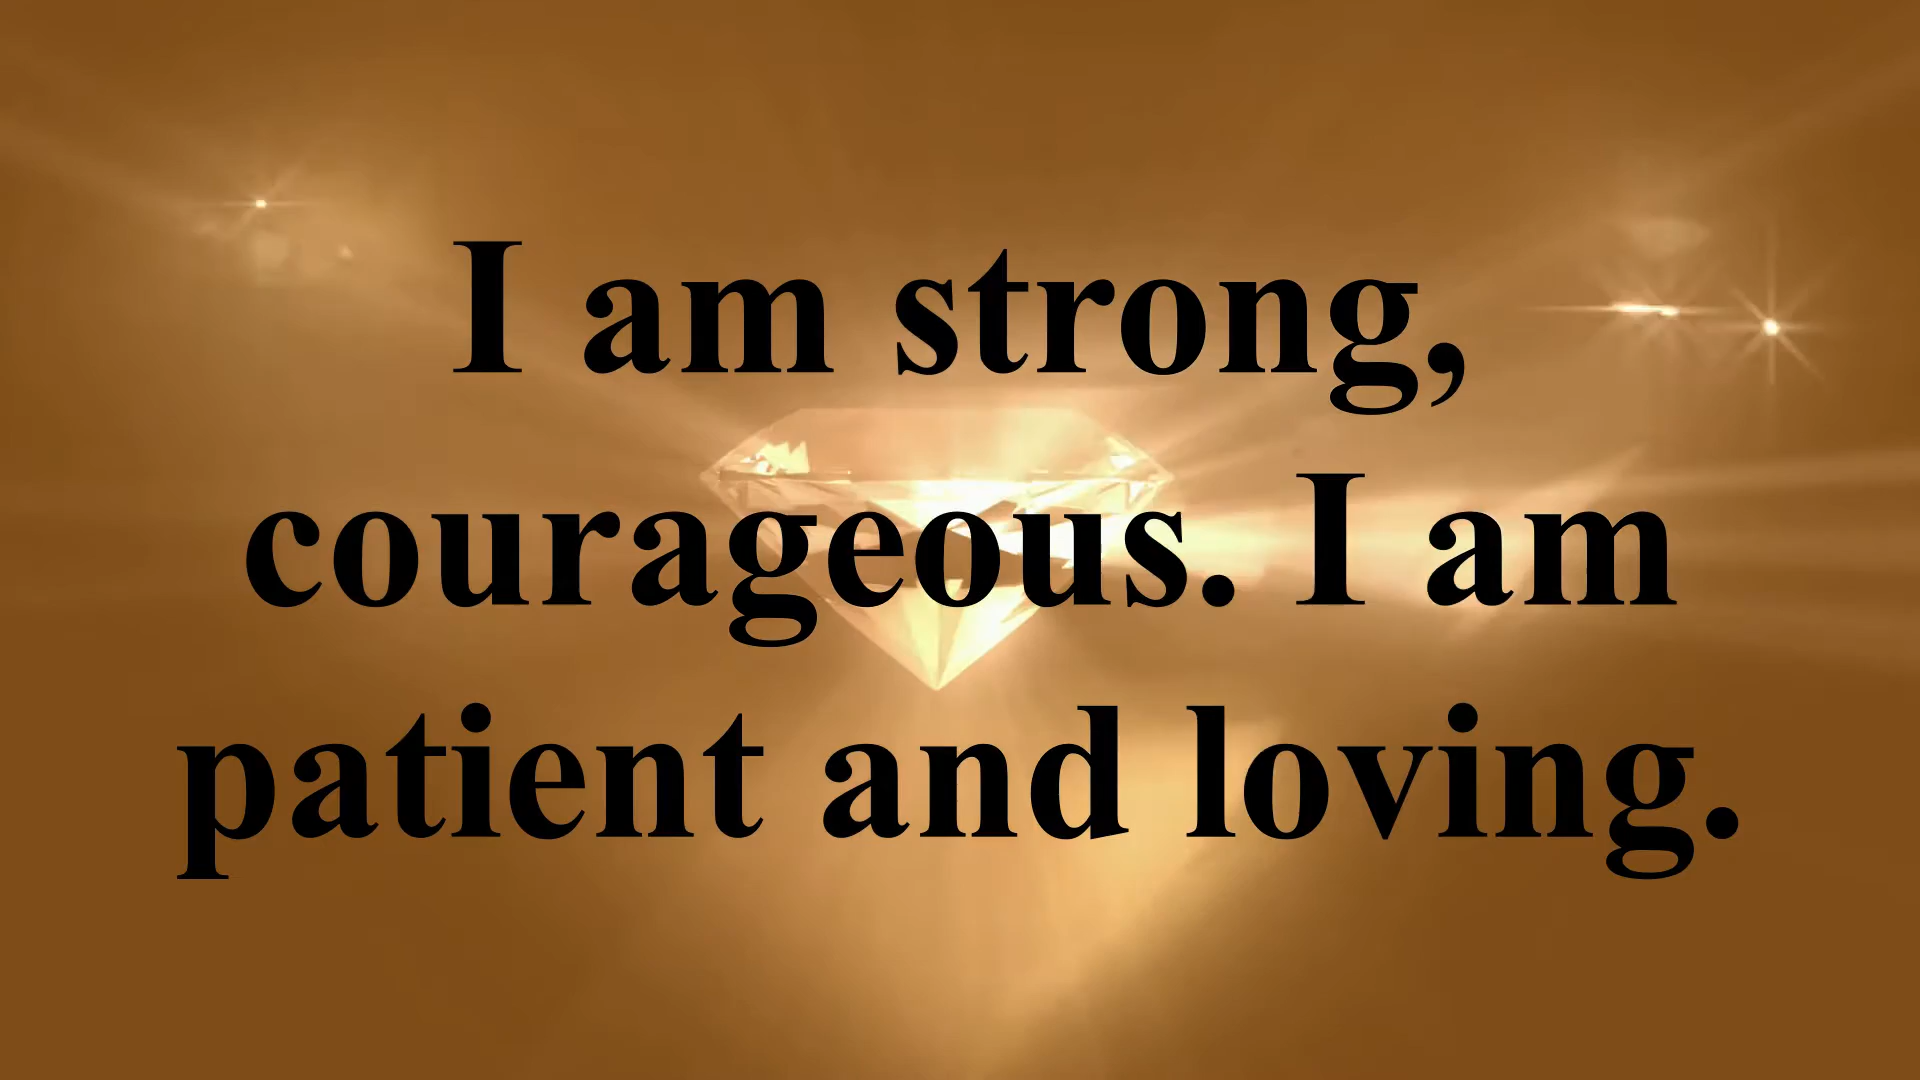 I am strong,
courageous. I am
patient and loving.